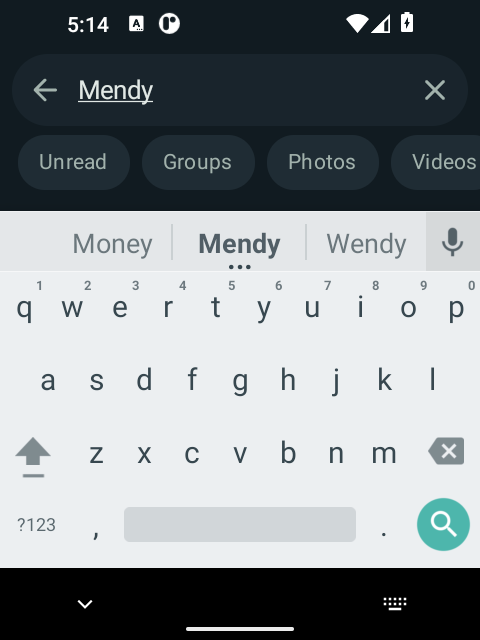 5:14
Mendy
Unread Groups Photos Videos
Money Mendy Wendy
1 2 3 4 5 6 7 8 9 0
q w e r t y u i o p
a s d f g h j k l
z x c v b n m
?123 , .